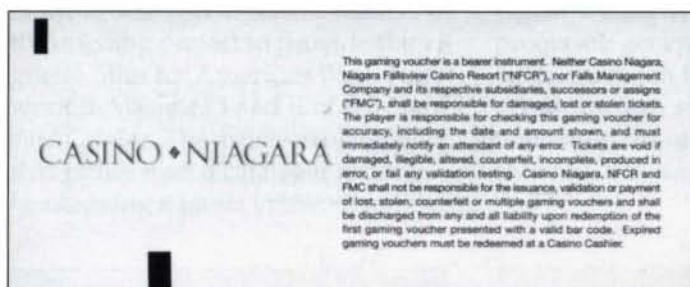 This gaming voucher is a bearer instrument. Neither Casino Niagara,
Niagara Fallsview Casino Resort ("NFCR"), nor Falls Management
Company and its respective subsidiaries, successors or assigns
("FMC"), shall be responsible for damaged, lost or stolen tickets.
The player is responsible for checking this gaming voucher for
accuracy, including the date and amount shown, and must
immediately notify an attendant of any error. Tickets are void if
damaged, illegible, altered, counterfeit, incomplete, produced in
error, or fail any validation testing. Casino Niagara, NFCR and
FMC shall not be responsible for the issuance, validation or payment
of lost, stolen, counterfeit or multiple gaming vouchers and shall
be discharged from any and all liability upon redemption of the
first gaming voucher presented with a valid bar code. Expired
gaming vouchers must be redeemed at a Casino Cashier.
CASINO ◆ NIAGARA